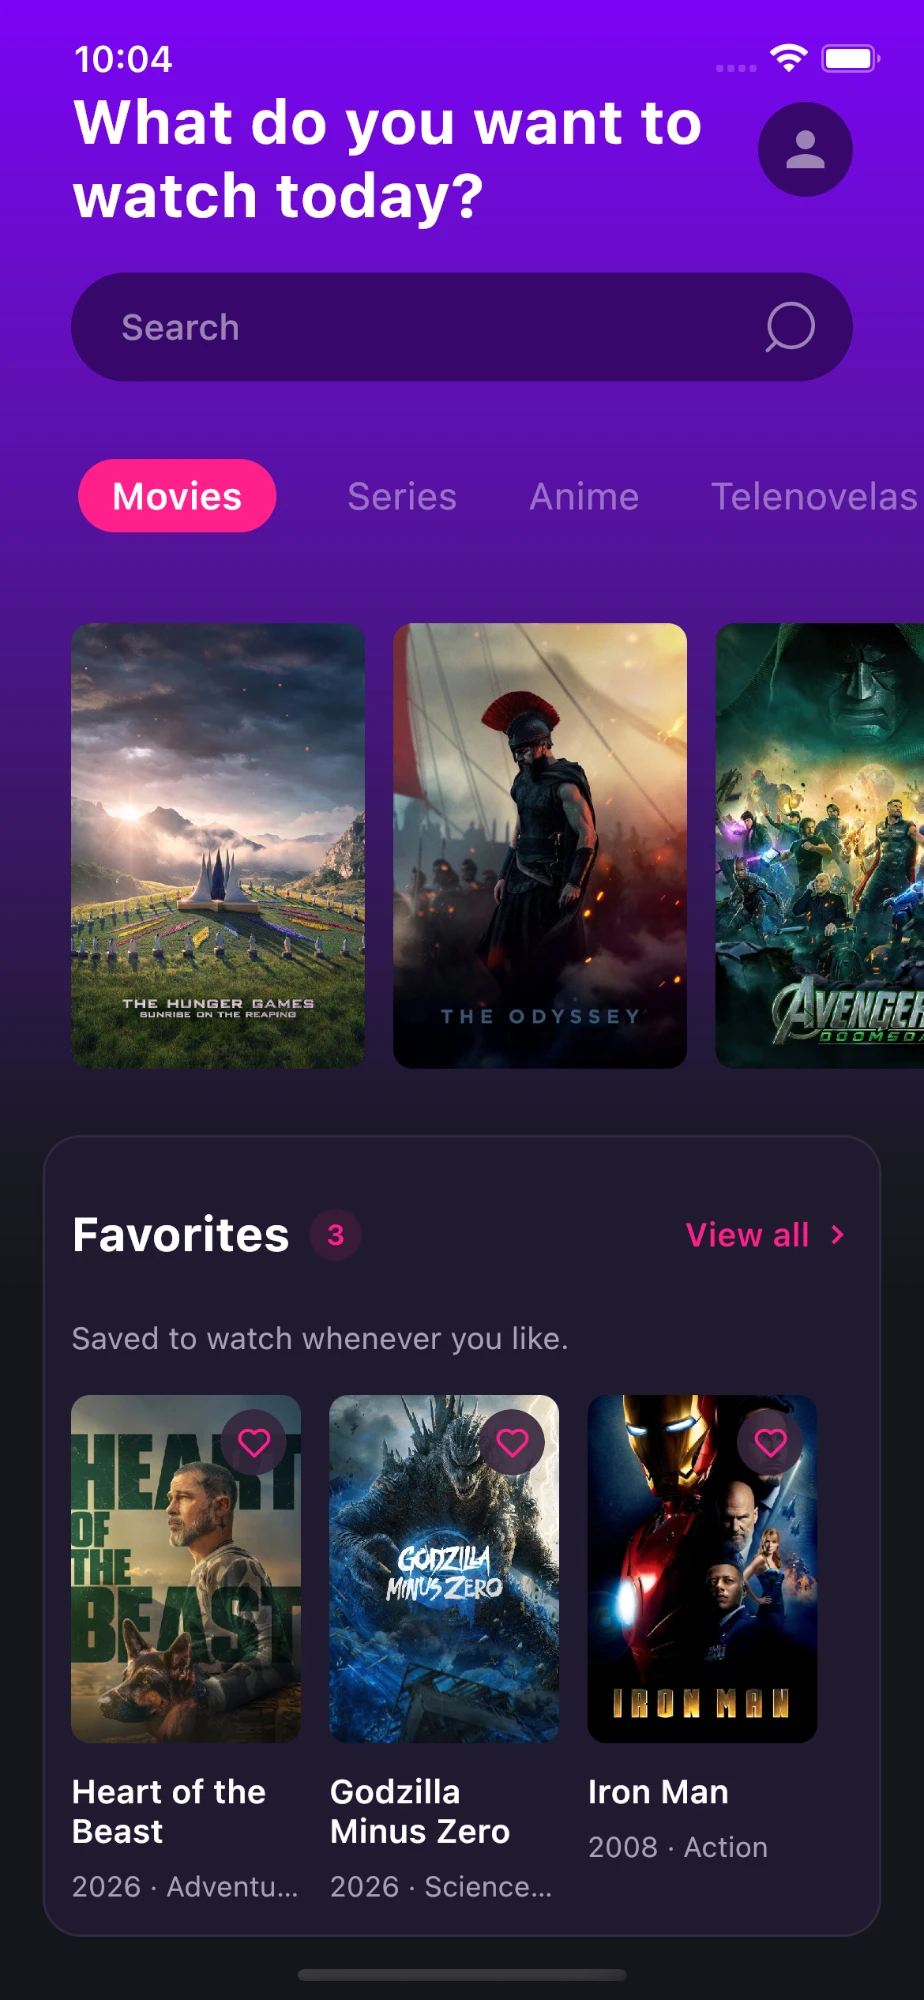 10:04
What do you want to
watch today?
Search
Movies
Series
Anime
Telenovelas
THE HUNGER GAMES
SUNRISE ON THE REAPING
THE ODYSSEY
AVENGER
DOOMSDA
Favorites
3
View all
Saved to watch whenever you like.
HEART
OF
THE
BEAST
GODZILLA
MINUS ZERO
IRON MAN
Heart of the
Beast
2026 · Adventu...
Godzilla
Minus Zero
2026 · Science...
Iron Man
2008 · Action